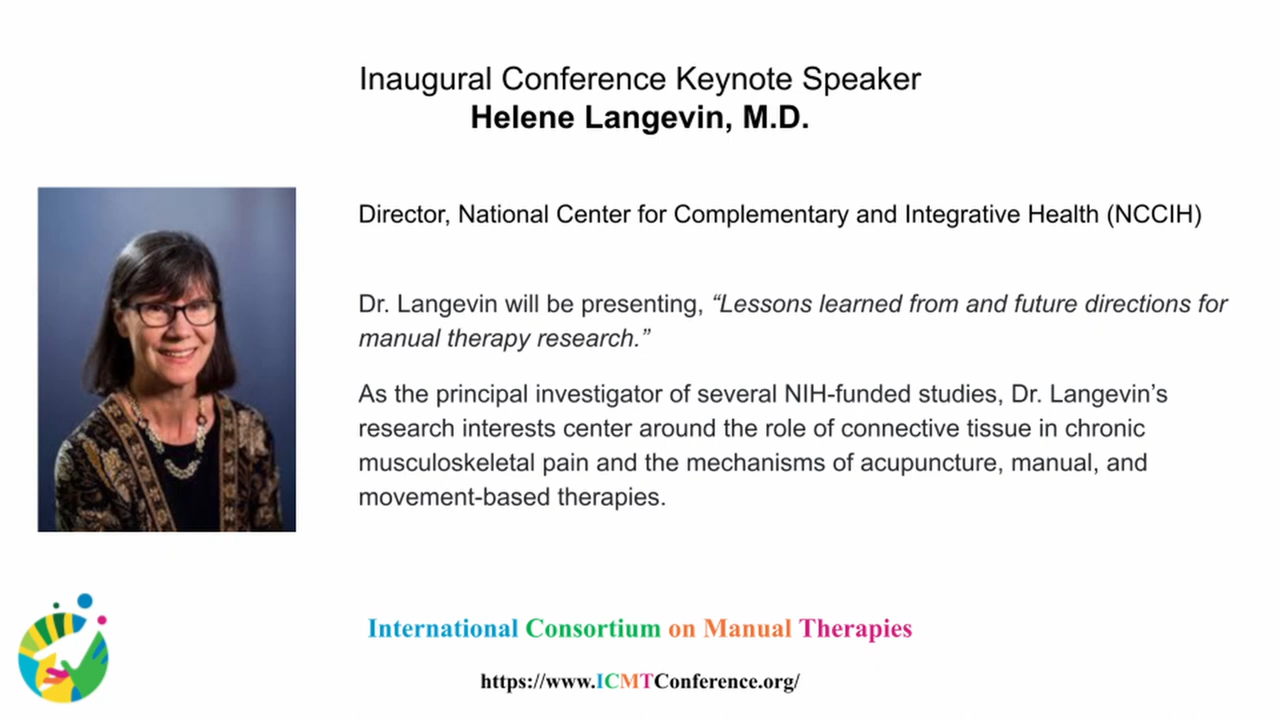 Inaugural Conference Keynote Speaker
Helene Langevin, M.D.
Director, National Center for Complementary and Integrative Health (NCCIH)
Dr. Langevin will be presenting, “Lessons learned from and future directions for
manual therapy research.”
As the principal investigator of several NIH-funded studies, Dr. Langevin’s
research interests center around the role of connective tissue in chronic
musculoskeletal pain and the mechanisms of acupuncture, manual, and
movement-based therapies.
International Consortium on Manual Therapies
https://www.ICMTConference.org/